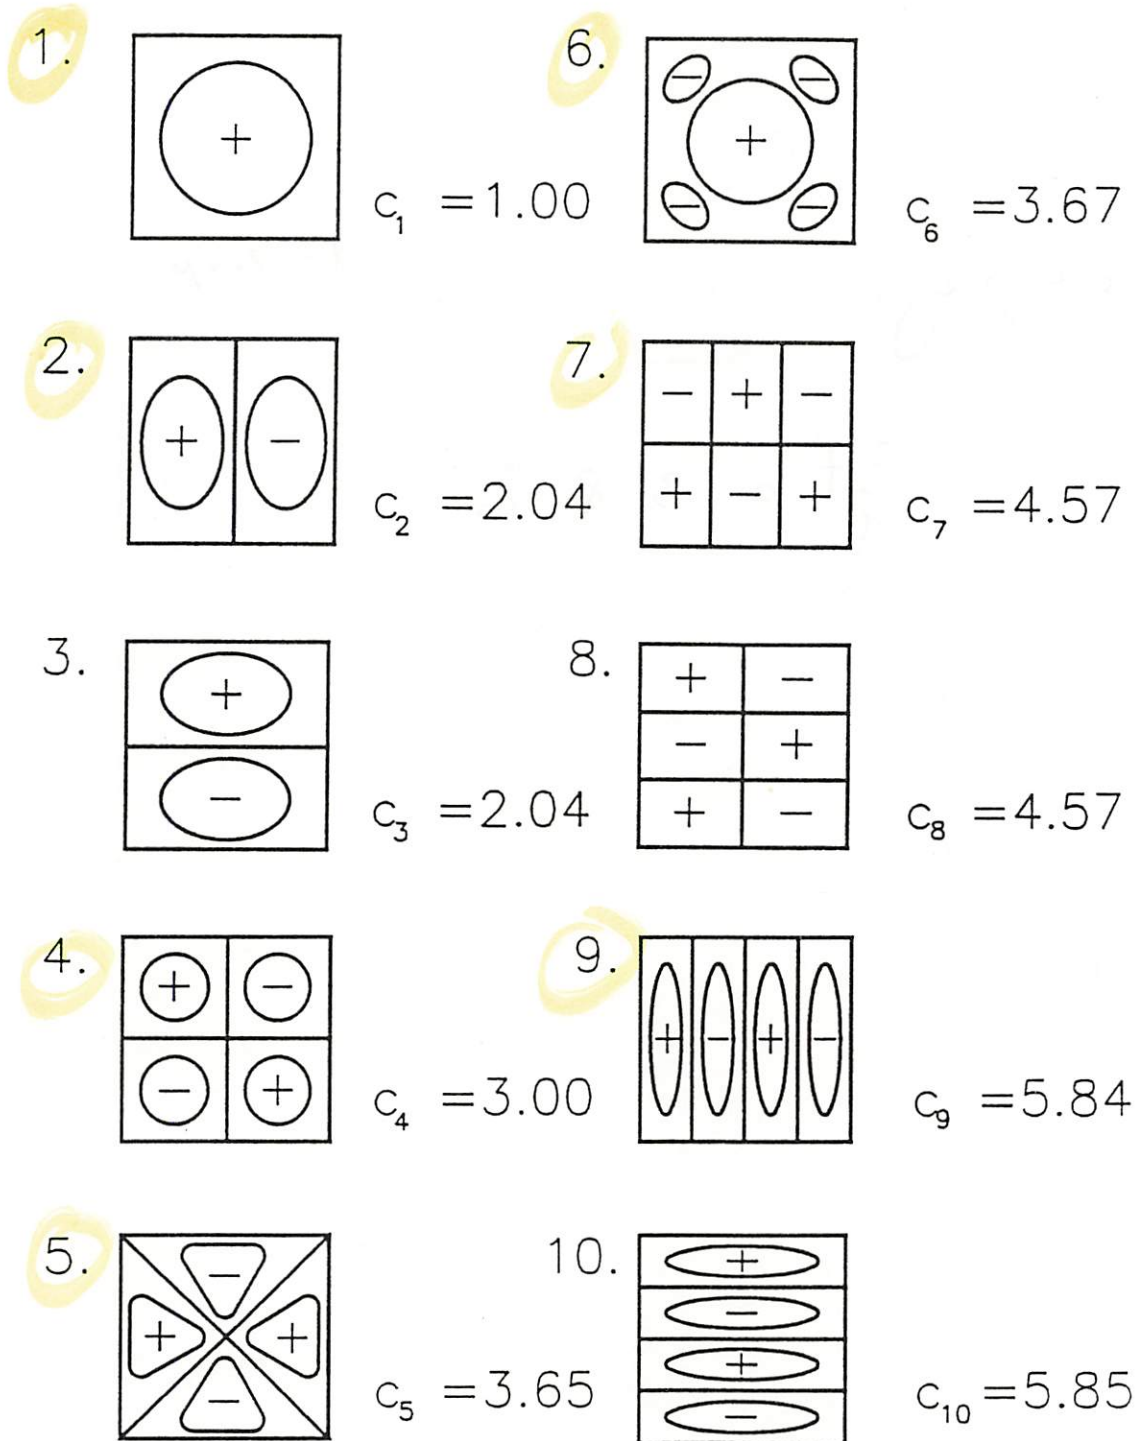 1.
+
c₁ =1.00
2.
+ −
c₂ =2.04
3.
+
−
c₃ =2.04
4.
+ −
− +
c₄ =3.00
5.
−
+ +
−
c₅ =3.65
6.
− −
+
− −
c₆ =3.67
7.
− + −
+ − +
c₇ =4.57
8.
+ −
− +
+ −
c₈ =4.57
9.
+ − + −
c₉ =5.84
10.
+
−
+
−
c₁₀ =5.85